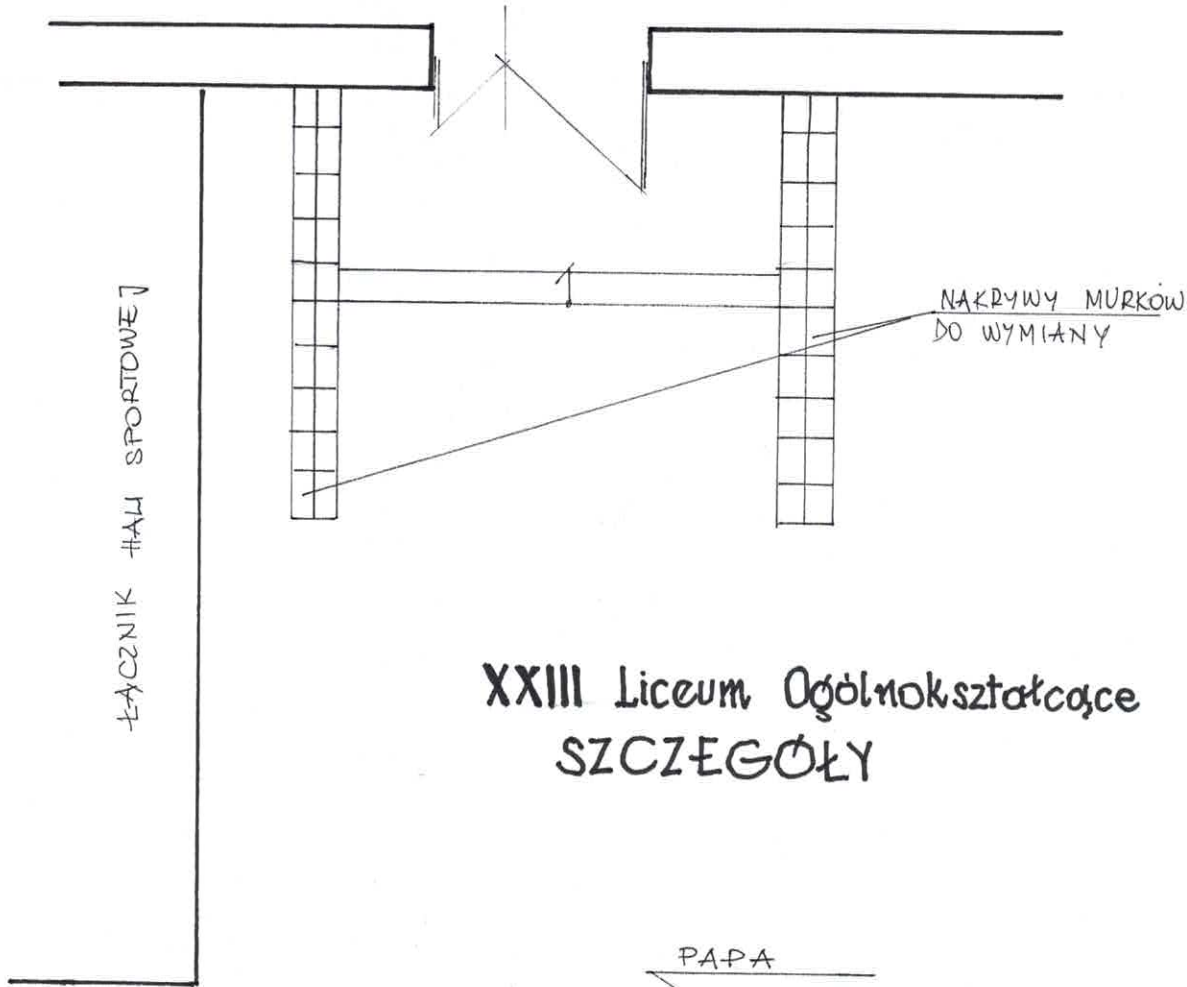 NAKRYWY MURKÓW
DO WYMIANY
ŁĄCZNIK HALI SPORTOWEJ
XXIII Liceum Ogólnokształcące
SZCZEGÓŁY
PAPA